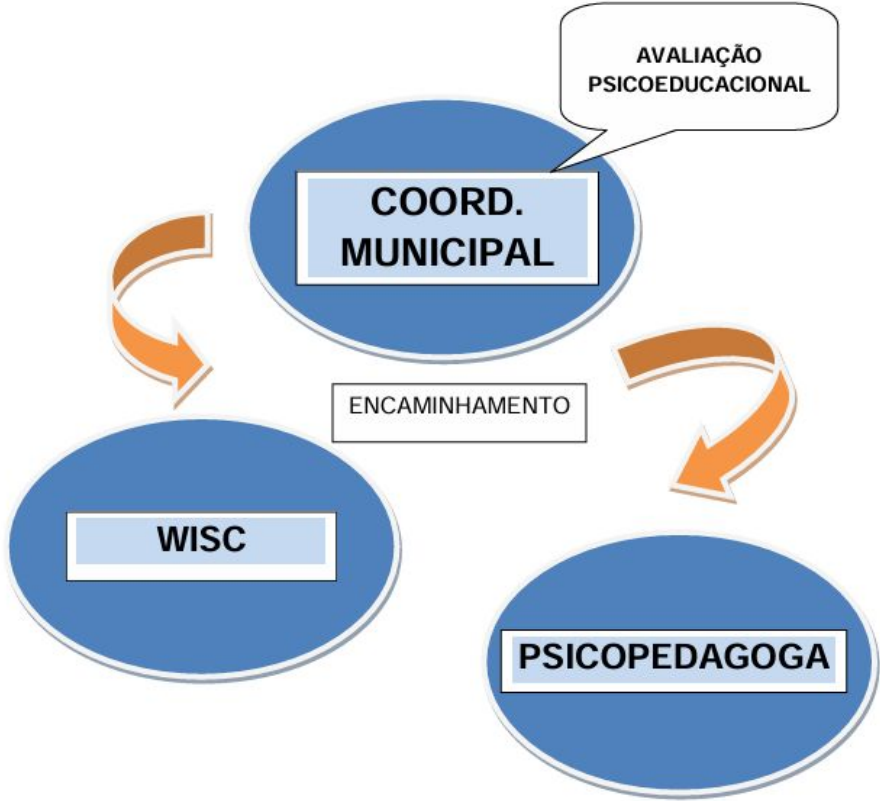 AVALIAÇÃO
PSICOEDUCACIONAL
COORD.
MUNICIPAL
ENCAMINHAMENTO
WISC
PSICOPEDAGOGA